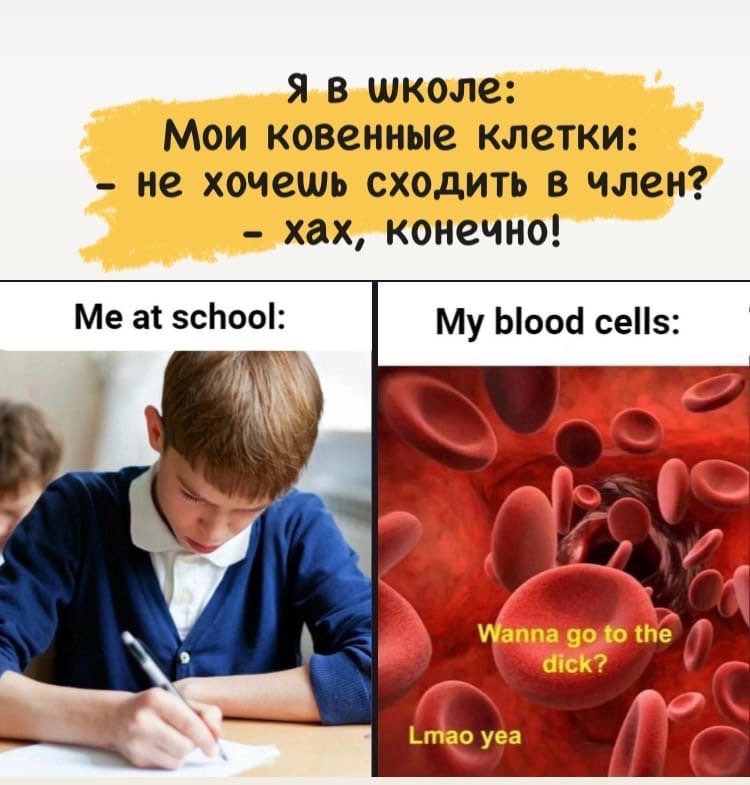 Я в школе:
Мои ковенные клетки:
- не хочешь сходить в член?
- хах, конечно!
Me at school:
My blood cells:
Wanna go to the
dick?
Lmao yea